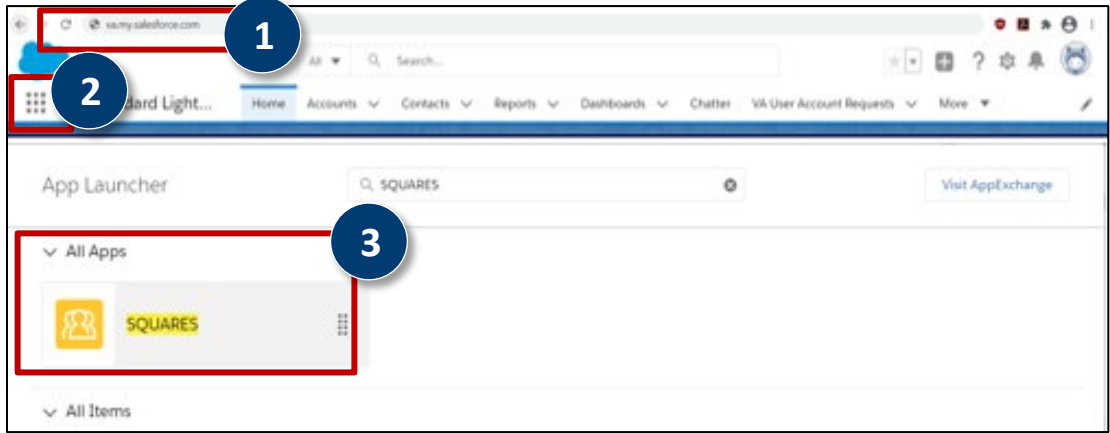 va.my.salesforce.com
1
All Search...
2
dard Light... Home Accounts Contacts Reports Dashboards Chatter VA User Account Requests More
App Launcher SQUARES Visit AppExchange
3
All Apps
SQUARES
All Items